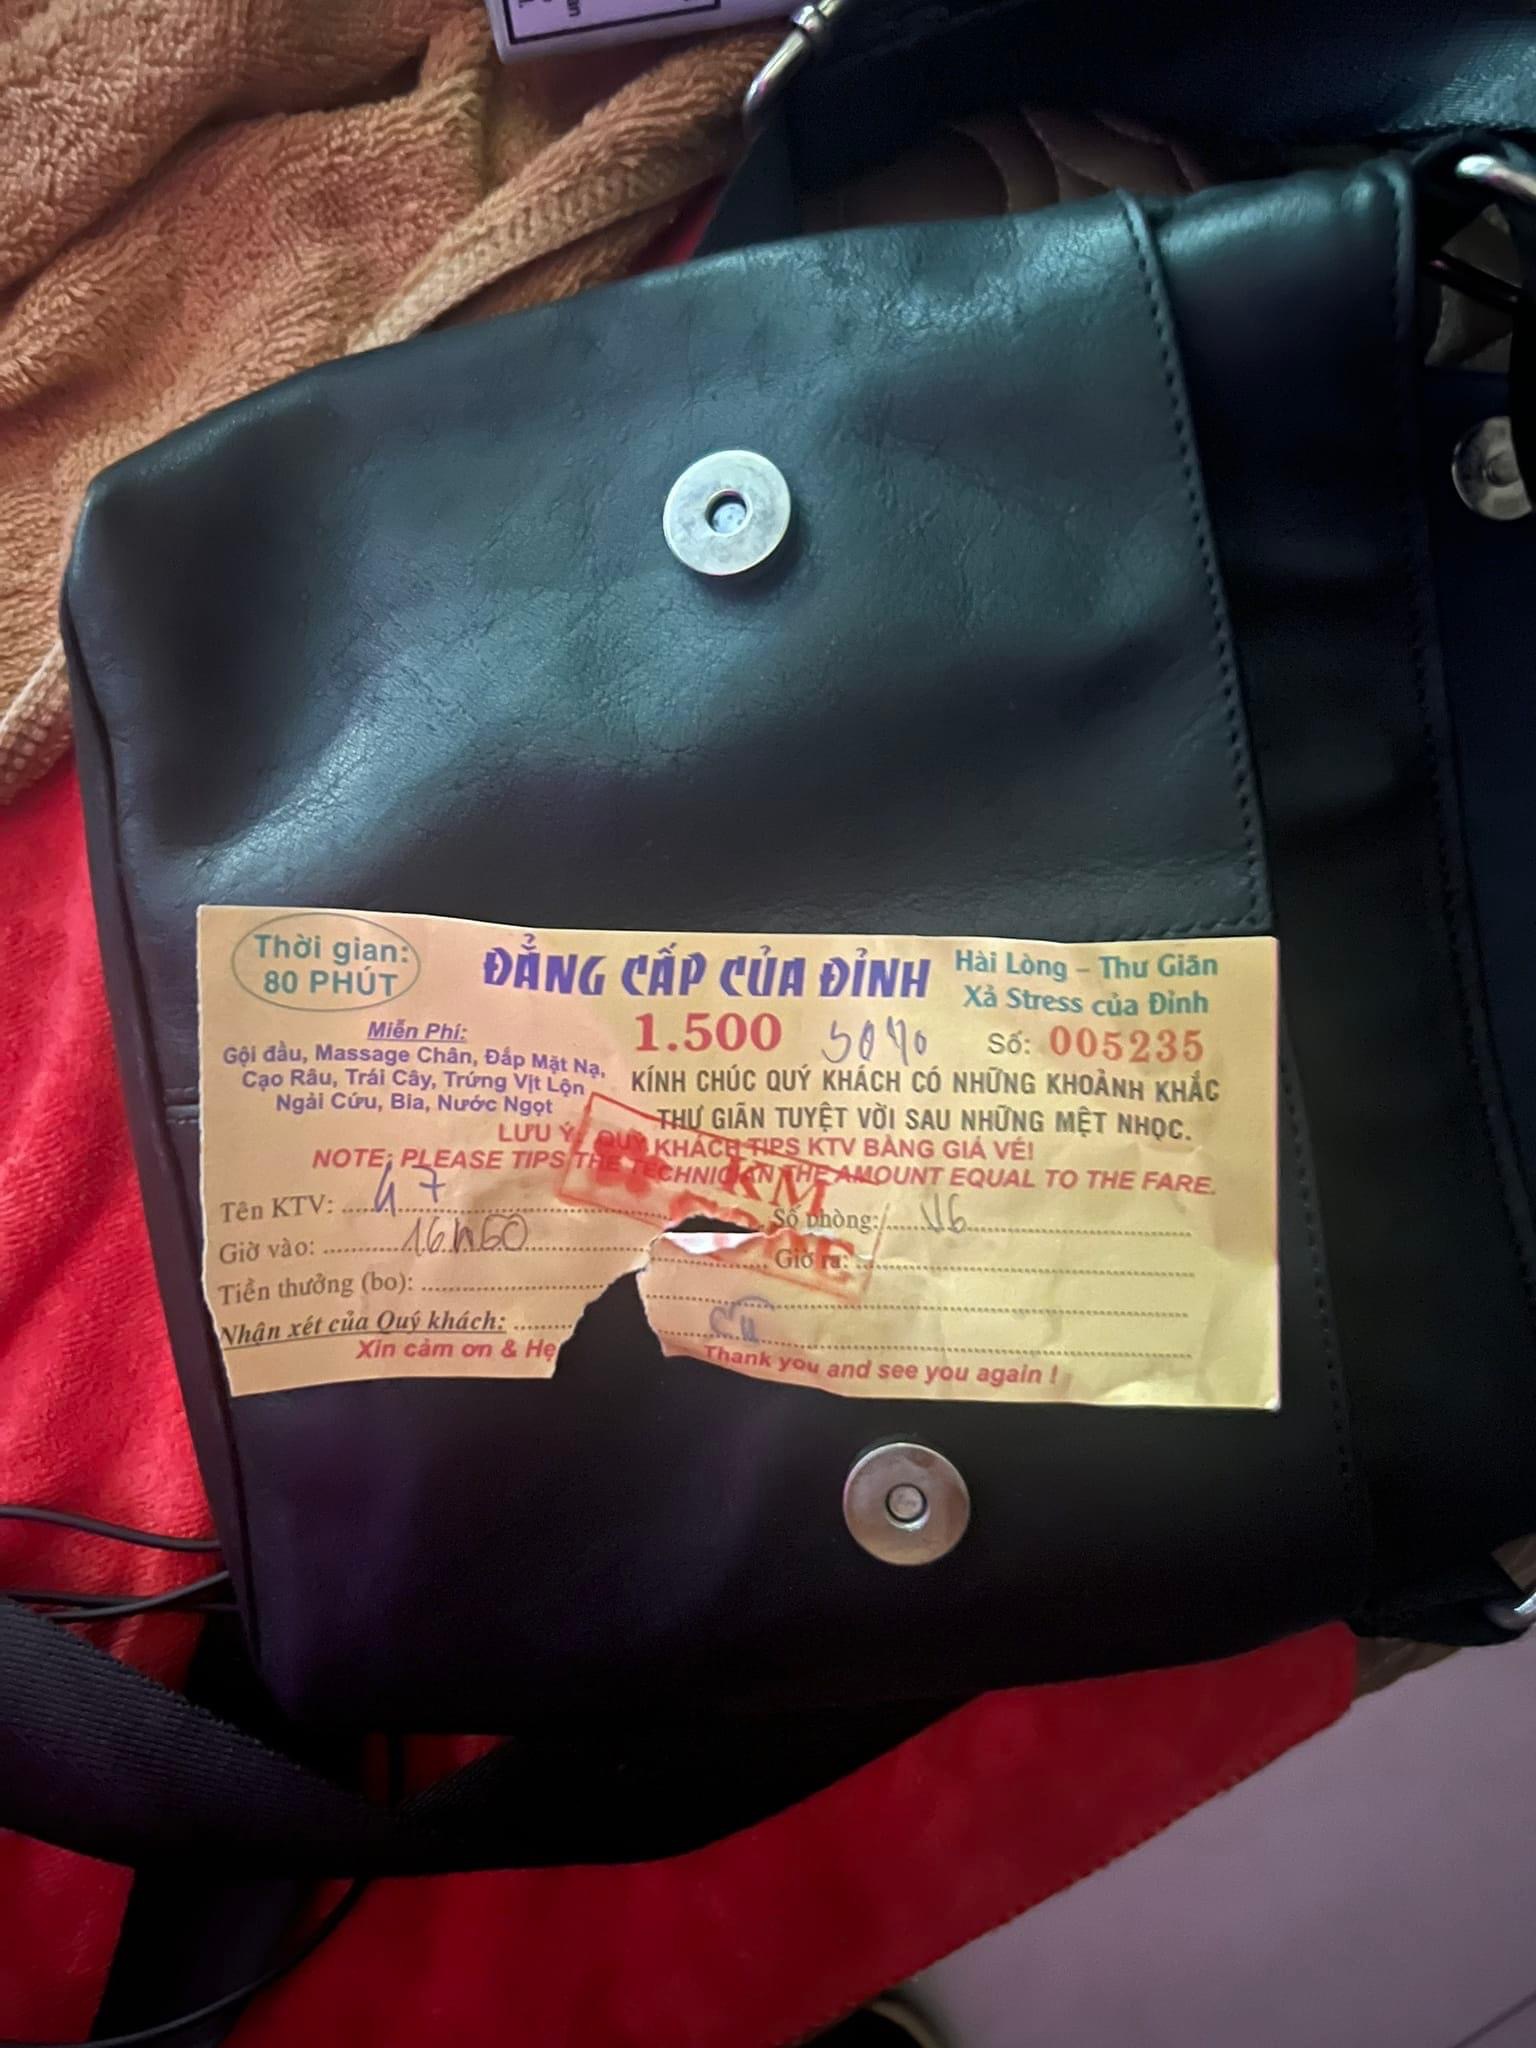 Thời gian:
80 PHÚT
ĐẲNG CẤP CỦA ĐỈNH
Hài Lòng – Thư Giãn
Xả Stress của Đỉnh
Miễn Phí:
Gội đầu, Massage Chân, Đắp Mặt Nạ,
Cạo Râu, Trái Cây, Trứng Vịt Lộn
Ngải Cứu, Bia, Nước Ngọt
1.500 50%
Số: 005235
KÍNH CHÚC QUÝ KHÁCH CÓ NHỮNG KHOẢNH KHẮC
THƯ GIÃN TUYỆT VỜI SAU NHỮNG MỆT NHỌC.
LƯU Ý: QUÝ KHÁCH TIPS KTV BẰNG GIÁ VÉ!
NOTE: PLEASE TIPS THE TECHNICIAN THE AMOUNT EQUAL TO THE FARE.
KM
Tên KTV: 47 Số phòng: V6
Giờ vào: 16h50 Giờ ra:
Tiền thưởng (bo):
Nhận xét của Quý khách:
Xin cảm ơn & Hẹ
Thank you and see you again !